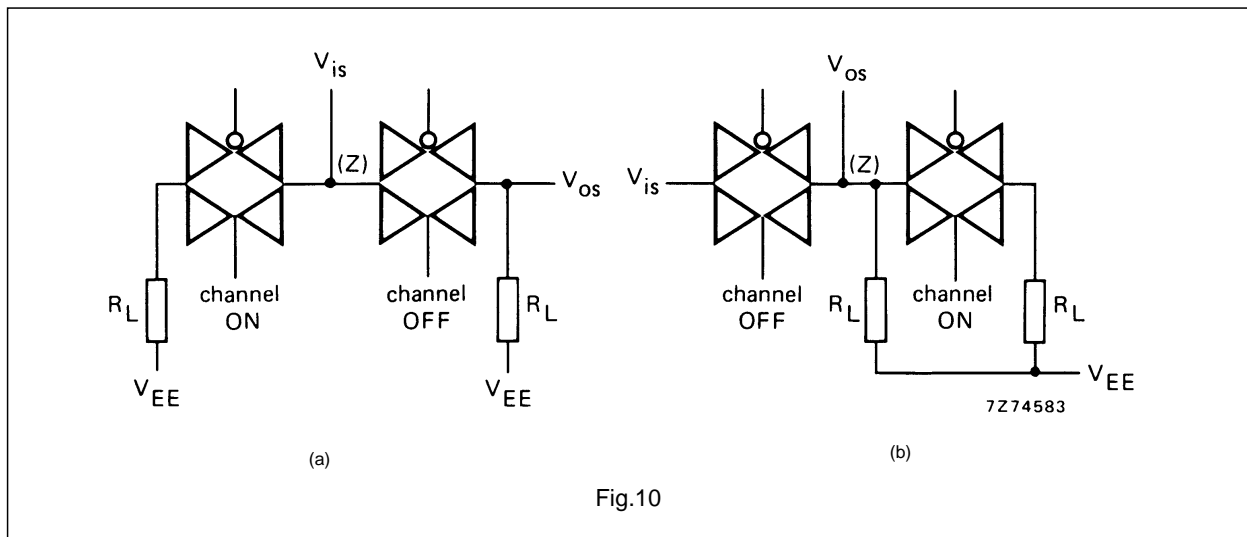 V_is
(Z)
V_os
R_L
channel
ON
channel
OFF
R_L
V_EE
V_EE
(a)
V_os
(Z)
V_is
channel
OFF
R_L
channel
ON
R_L
V_EE
7Z74583
(b)
Fig.10